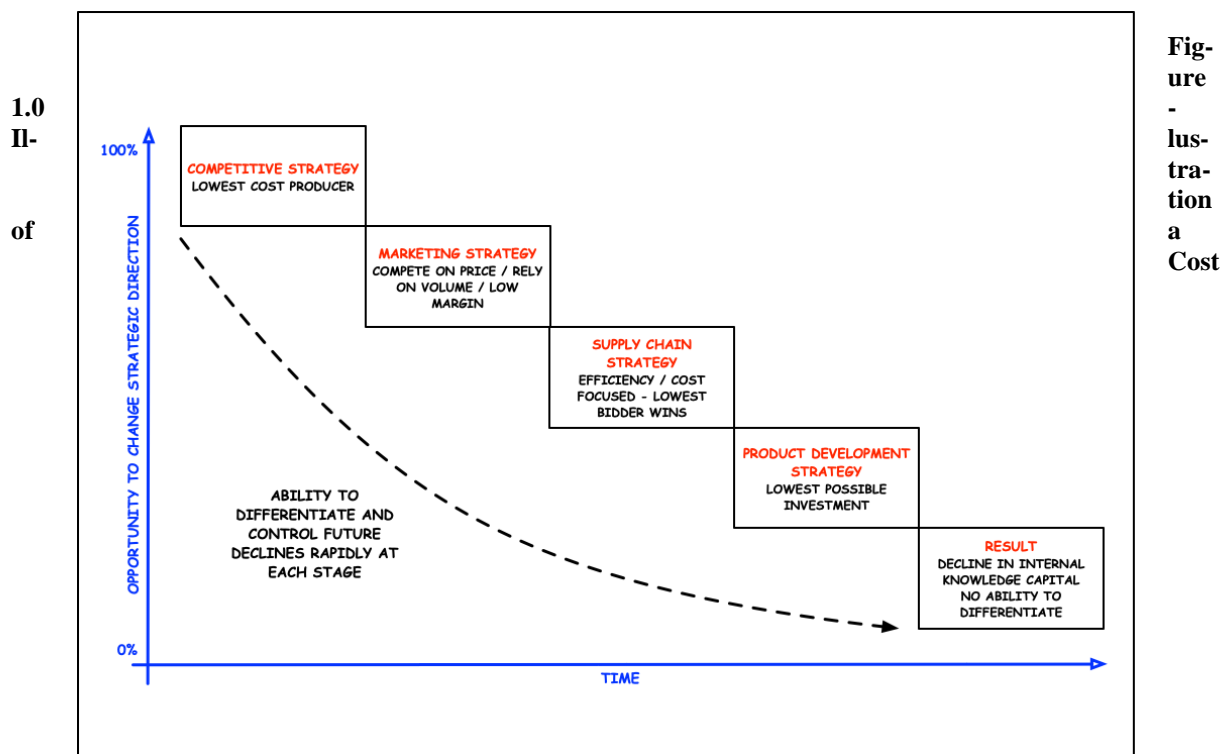 Fig-
ure
1.0 -
Il- lus-
tra-
tion
of a
Cost
100%
OPPORTUNITY TO CHANGE STRATEGIC DIRECTION
COMPETITIVE STRATEGY
LOWEST COST PRODUCER
MARKETING STRATEGY
COMPETE ON PRICE / RELY
ON VOLUME / LOW
MARGIN
SUPPLY CHAIN
STRATEGY
EFFICIENCY / COST
FOCUSED - LOWEST
BIDDER WINS
PRODUCT DEVELOPMENT
STRATEGY
LOWEST POSSIBLE
INVESTMENT
RESULT
DECLINE IN INTERNAL
KNOWLEDGE CAPITAL
NO ABILITY TO
DIFFERENTIATE
ABILITY TO
DIFFERENTIATE AND
CONTROL FUTURE
DECLINES RAPIDLY AT
EACH STAGE
0%
TIME